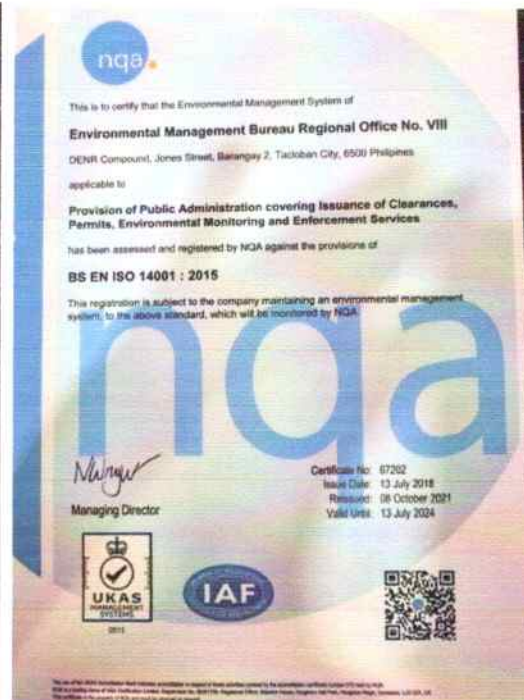 nqa.
This is to certify that the Environmental Management System of
Environmental Management Bureau Regional Office No. VIII
DENR Compound, Jones Street, Barangay 2, Tacloban City, 6500 Philipines
applicable to
Provision of Public Administration covering Issuance of Clearances,
Permits, Environmental Monitoring and Enforcement Services
has been assessed and registered by NQA against the provisions of
BS EN ISO 14001 : 2015
This registration is subject to the company maintaining an environmental management
system, to the above standard, which will be monitored by NQA
nqa
Managing Director
Certificate No: 67202
Issue Date: 13 July 2018
Reissued: 08 October 2021
Valid Until: 13 July 2024
UKAS
MANAGEMENT
SYSTEMS
IAF